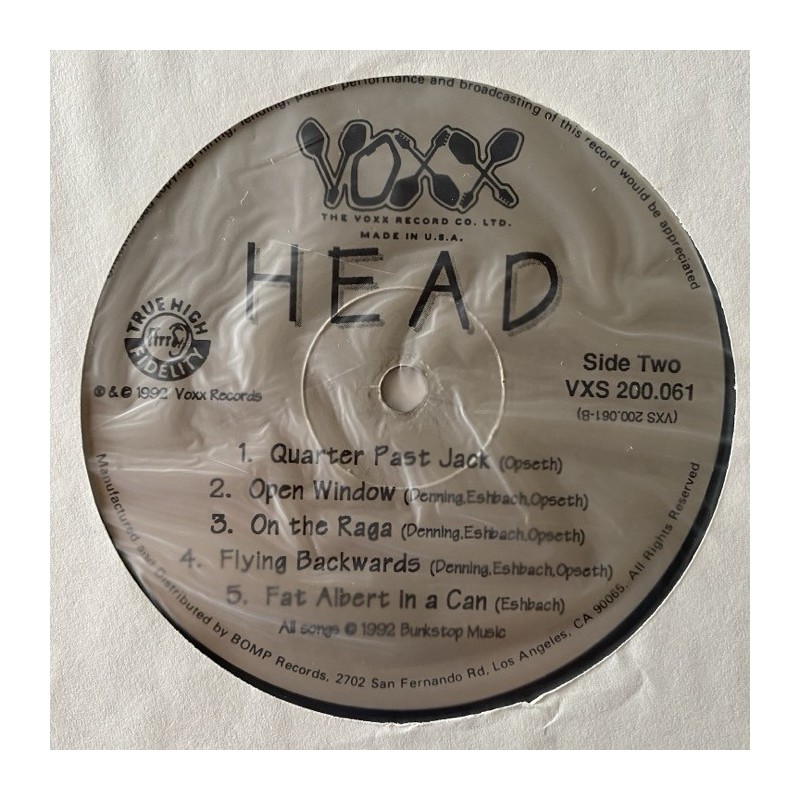 performance and broadcasting of this record would be appreciated
VOXX
THE VOXX RECORD CO. LTD.
MADE IN U.S.A.
HEAD
TRUE HIGH
FIDELITY
℗ & © 1992 Voxx Records
Side Two
VXS 200.061
(VXS 200.061-B)
1. Quarter Past Jack (Opseth)
2. Open Window (Denning,Eshbach,Opseth)
3. On the Raga (Denning,Eshbach,Opseth)
4. Flying Backwards (Denning,Eshbach,Opseth)
5. Fat Albert in a Can (Eshbach)
All songs © 1992 Bunkstop Music
Manufactured and Distributed by BOMP Records, 2702 San Fernando Rd, Los Angeles, CA 90065. All Rights Reserved